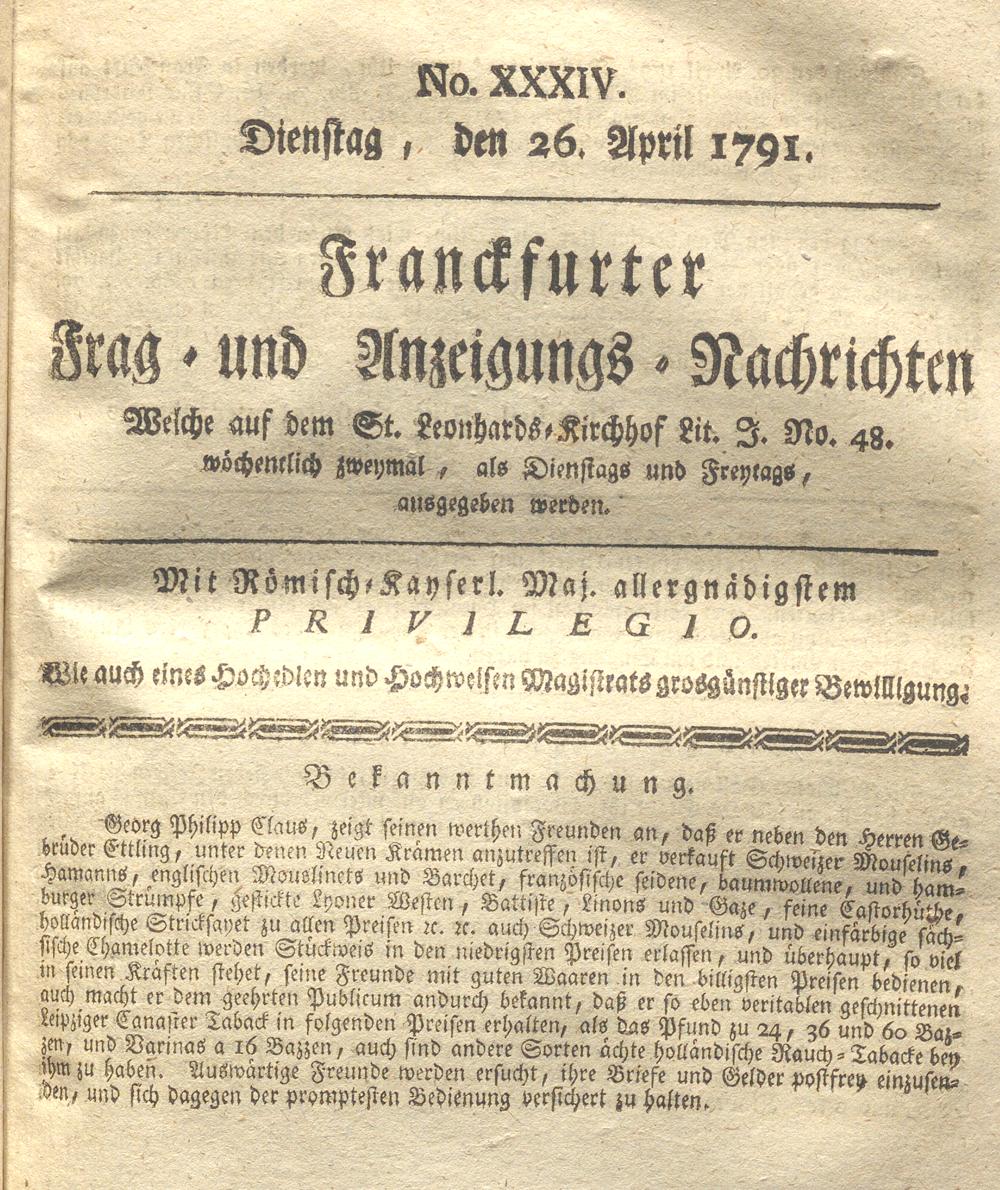 No. XXXIV.
Dienstag, den 26. April 1791.
Franckfurter
Frag- und Anzeigungs-Nachrichten
Welche auf dem St. Leonhards-Kirchhof Lit. J. No. 48.
wöchentlich zweymal, als Dienstags und Freytags,
ausgegeben werden.
Mit Römisch-Kayserl. Maj. allergnädigstem
PRIVILEGIO.
Wie auch eines Hochedlen und Hochweisen Magistrats grosgünstiger Bewilligung.
Bekanntmachung.
Georg Philipp Claus, zeigt seinen werthen Freunden an, daß er neben den Herren Ge-
brüder Ettling, unter denen Neuen Krämen anzutreffen ist, er verkauft Schweizer Mouselins,
Hamanns, englischen Mouslinets und Barchet, französische seidene, baumwollene, und ham-
burger Strümpfe, gestickte Lyoner Westen, Battiste, Linons und Gaze, feine Castorhüthe,
holländische Stricksayet zu allen Preisen ꝛc. ꝛc. auch Schweizer Mouselins, und einfärbige säch-
sische Chamelotte werden Stückweis in den niedrigsten Preisen erlassen, und überhaupt, so viel
in seinen Kräften stehet, seine Freunde mit guten Waaren in den billigsten Preisen bedienen,
auch macht er dem geehrten Publicum andurch bekannt, daß er so eben veritablen geschnittenen
Leipziger Canaster Taback in folgenden Preisen erhalten, als das Pfund zu 24, 36 und 60 Baz-
zen, und Varinas a 16 Bazzen, auch sind andere Sorten ächte holländische Rauch-Tabacke bey
ihm zu haben. Auswärtige Freunde werden ersucht, ihre Briefe und Gelder postfrey einzusen-
den, und sich dagegen der promptesten Bedienung versichert zu halten.